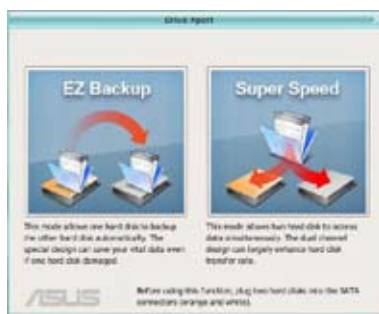 Drive Xpert
EZ Backup
Super Speed
This mode allows one hard disk to backup
the other hard disk automatically. The
special design can save your vital data even
if one hard disk damaged.
This mode allows two hard disk to access
data simultaneously. The dual channel
design can largely enhance hard disk
transfer rate.
ASUS
Before using this function, plug two hard disks into the SATA
connectors (orange and white).